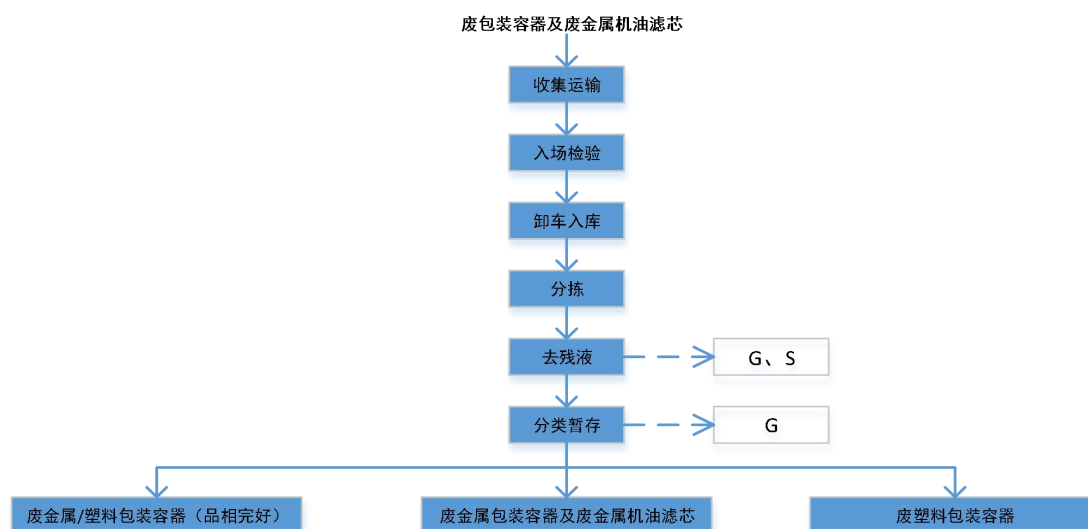 废包装容器及废金属机油滤芯
收集运输
入场检验
卸车入库
分拣
去残液
G、S
分类暂存
G
废金属/塑料包装容器（品相完好）
废金属包装容器及废金属机油滤芯
废塑料包装容器